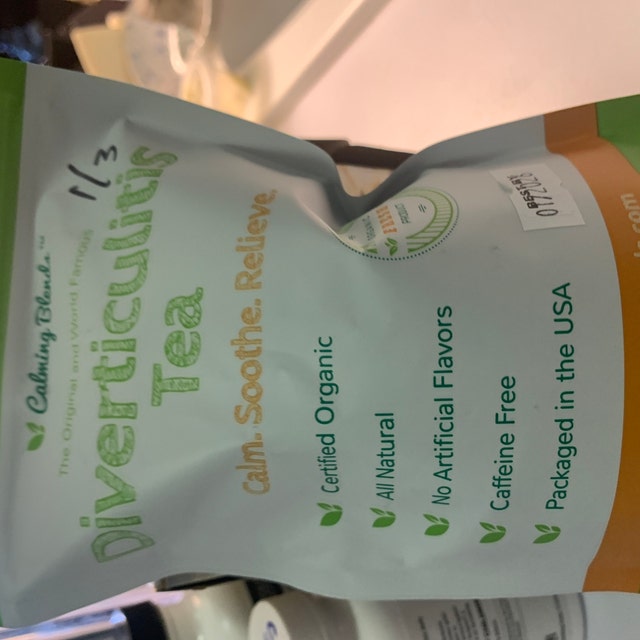 1/3
Calming Blends™
The Original and World Famous
Diverticulitis
Tea
Calm. Soothe. Relieve.
Certified Organic
All Natural
No Artificial Flavors
Caffeine Free
Packaged in the USA